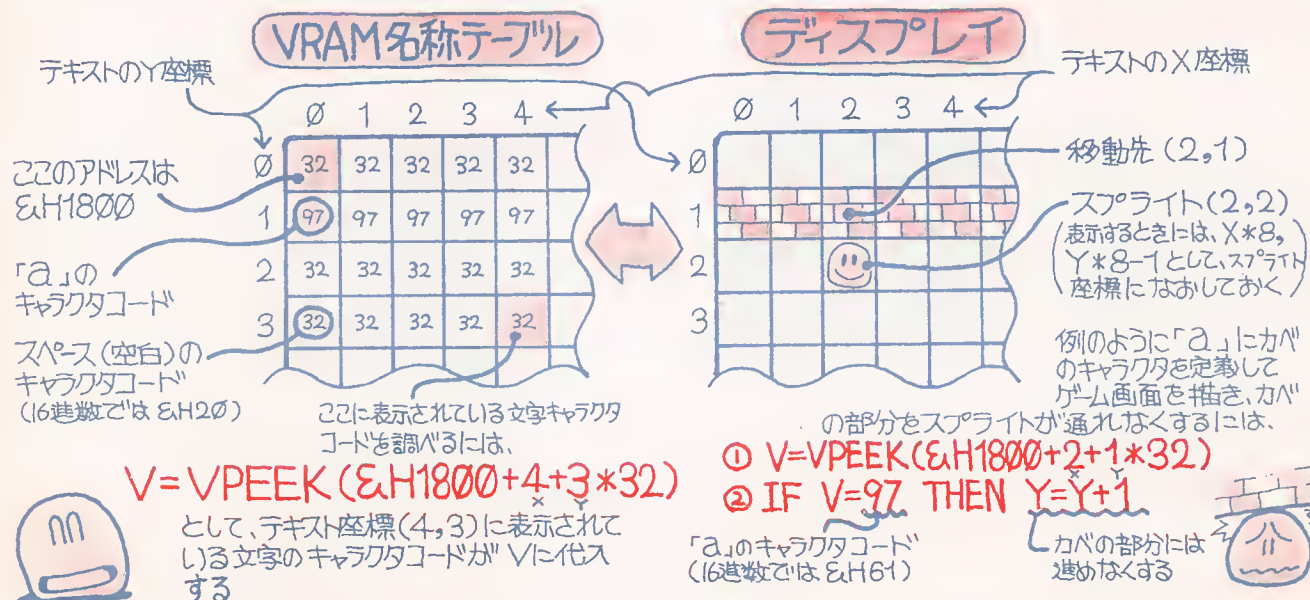 VRAM名称テーブル
テキストのY座標
0 1 2 3 4
0 32 32 32 32 32
1 97 97 97 97 97
2 32 32 32 32 32
3 32 32 32 32 32
ここのアドレスは
&H1800
「a」の
キャラクタコード
スペース(空白)の
キャラクタコード
(16進数では&H20)
ここに表示されている文字キャラクタ
コードを調べるには、
V=VPEEK(&H1800+4+3*32)
X Y
として、テキスト座標(4,3)に表示されて
いる文字のキャラクタコードがVに代入
する
ディスプレイ
テキストのX座標
0 1 2 3 4
0
1
2
3
移動先(2,1)
スプライト(2,2)
(表示するときには、X*8,
Y*8-1として、スプライト
座標になおしておく)
例のように「a」にカベ
のキャラクタを定義して
ゲーム画面を描き、カベ
の部分をスプライトが通れなくするには、
① V=VPEEK(&H1800+2+1*32)
X Y
② IF V=97 THEN Y=Y+1
「a」のキャラクタコード
(16進数では&H61)
カベの部分には
進めなくする